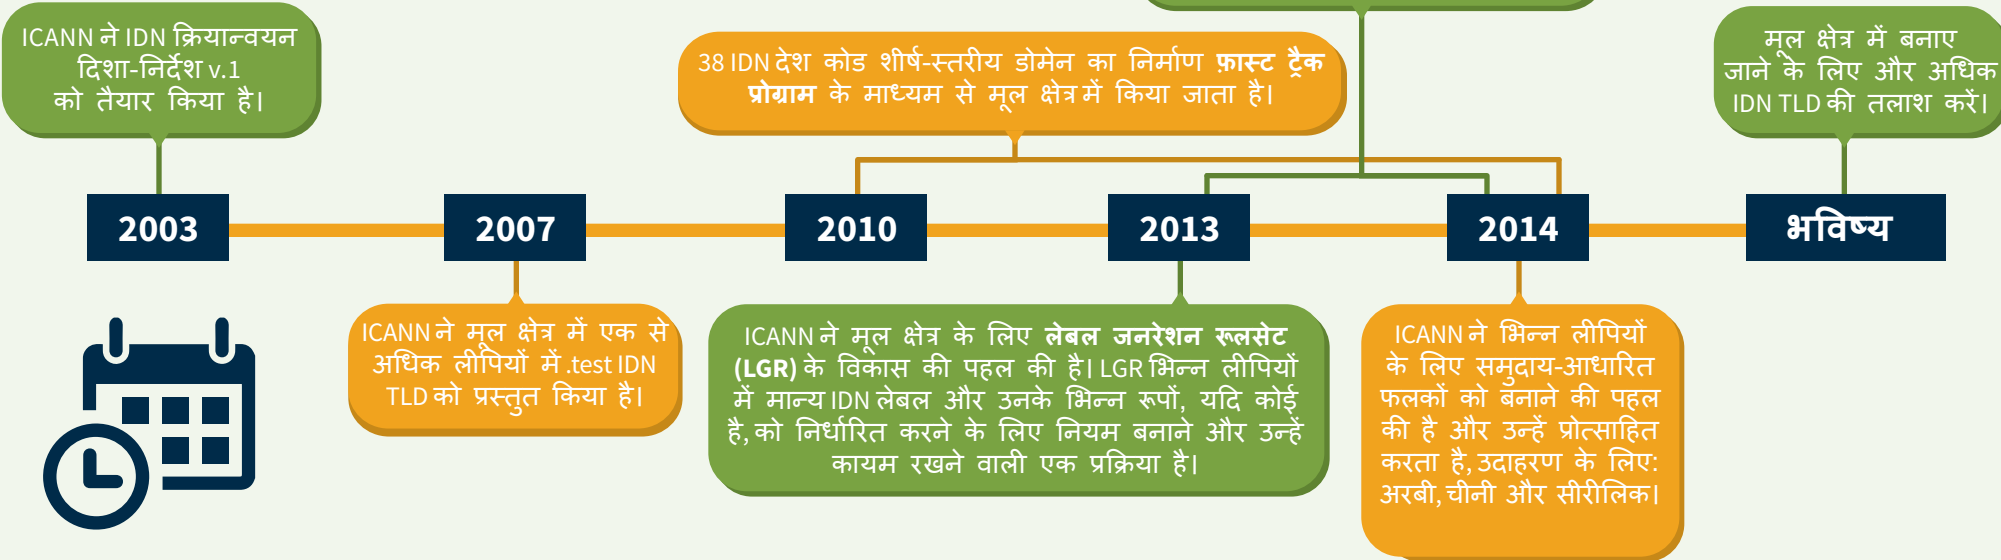 ICANN ने IDN क्रियान्वयन
दिशा-निर्देश v.1
को तैयार किया है।
38 IDN देश कोड शीर्ष-स्तरीय डोमेन का निर्माण फ़ास्ट ट्रैक
प्रोग्राम के माध्यम से मूल क्षेत्र में किया जाता है।
मूल क्षेत्र में बनाए
जाने के लिए और अधिक
IDN TLD की तलाश करें।
2003
2007
2010
2013
2014
भविष्य
ICANN ने मूल क्षेत्र में एक से
अधिक लीपियों में .test IDN
TLD को प्रस्तुत किया है।
ICANN ने मूल क्षेत्र के लिए लेबल जनरेशन रूलसेट
(LGR) के विकास की पहल की है। LGR भिन्न लीपियों
में मान्य IDN लेबल और उनके भिन्न रूपों, यदि कोई
है, को निर्धारित करने के लिए नियम बनाने और उन्हें
कायम रखने वाली एक प्रक्रिया है।
ICANN ने भिन्न लीपियों
के लिए समुदाय-आधारित
फलकों को बनाने की पहल
की है और उन्हें प्रोत्साहित
करता है, उदाहरण के लिए:
अरबी, चीनी और सीरीलिक।